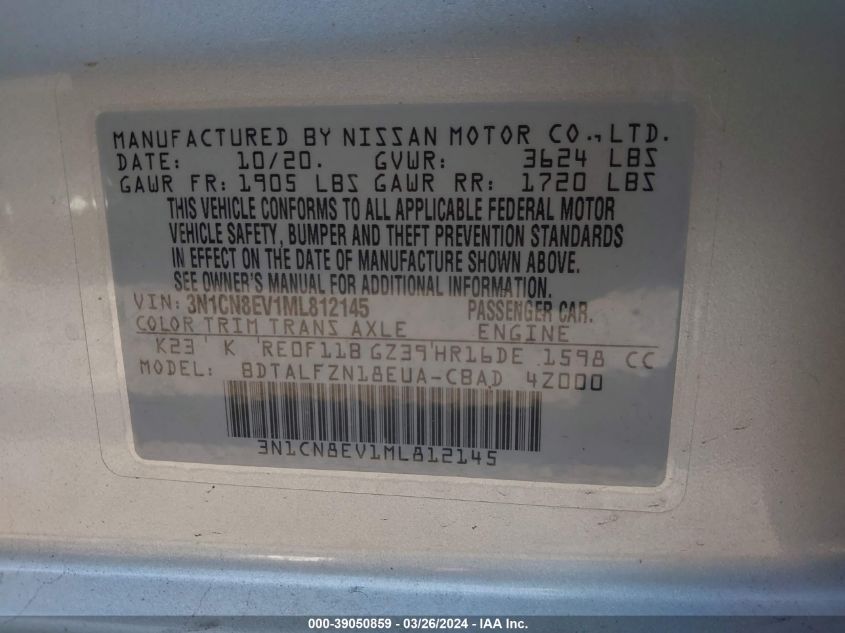 MANUFACTURED BY NISSAN MOTOR CO., LTD.
DATE: 10/20. GVWR: 3624 LBS
GAWR FR: 1905 LBS GAWR RR: 1720 LBS
THIS VEHICLE CONFORMS TO ALL APPLICABLE FEDERAL MOTOR
VEHICLE SAFETY, BUMPER AND THEFT PREVENTION STANDARDS
IN EFFECT ON THE DATE OF MANUFACTURE SHOWN ABOVE.
SEE OWNER'S MANUAL FOR ADDITIONAL INFORMATION.
VIN: 3N1CN8EV1ML812145 PASSENGER CAR.
COLOR TRIM TRANS AXLE ENGINE
K23 K RE0F11B GZ39 HR16DE 1598 CC
MODEL: BDTALFZN18EUA-CBAD 4Z000
3N1CN8EV1ML812145
000-39050859 - 03/26/2024 - IAA Inc.